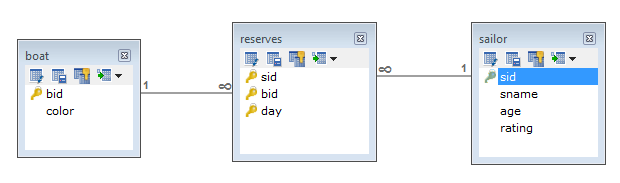 boat
bid
color
1
∞
reserves
sid
bid
day
∞
1
sailor
sid
sname
age
rating